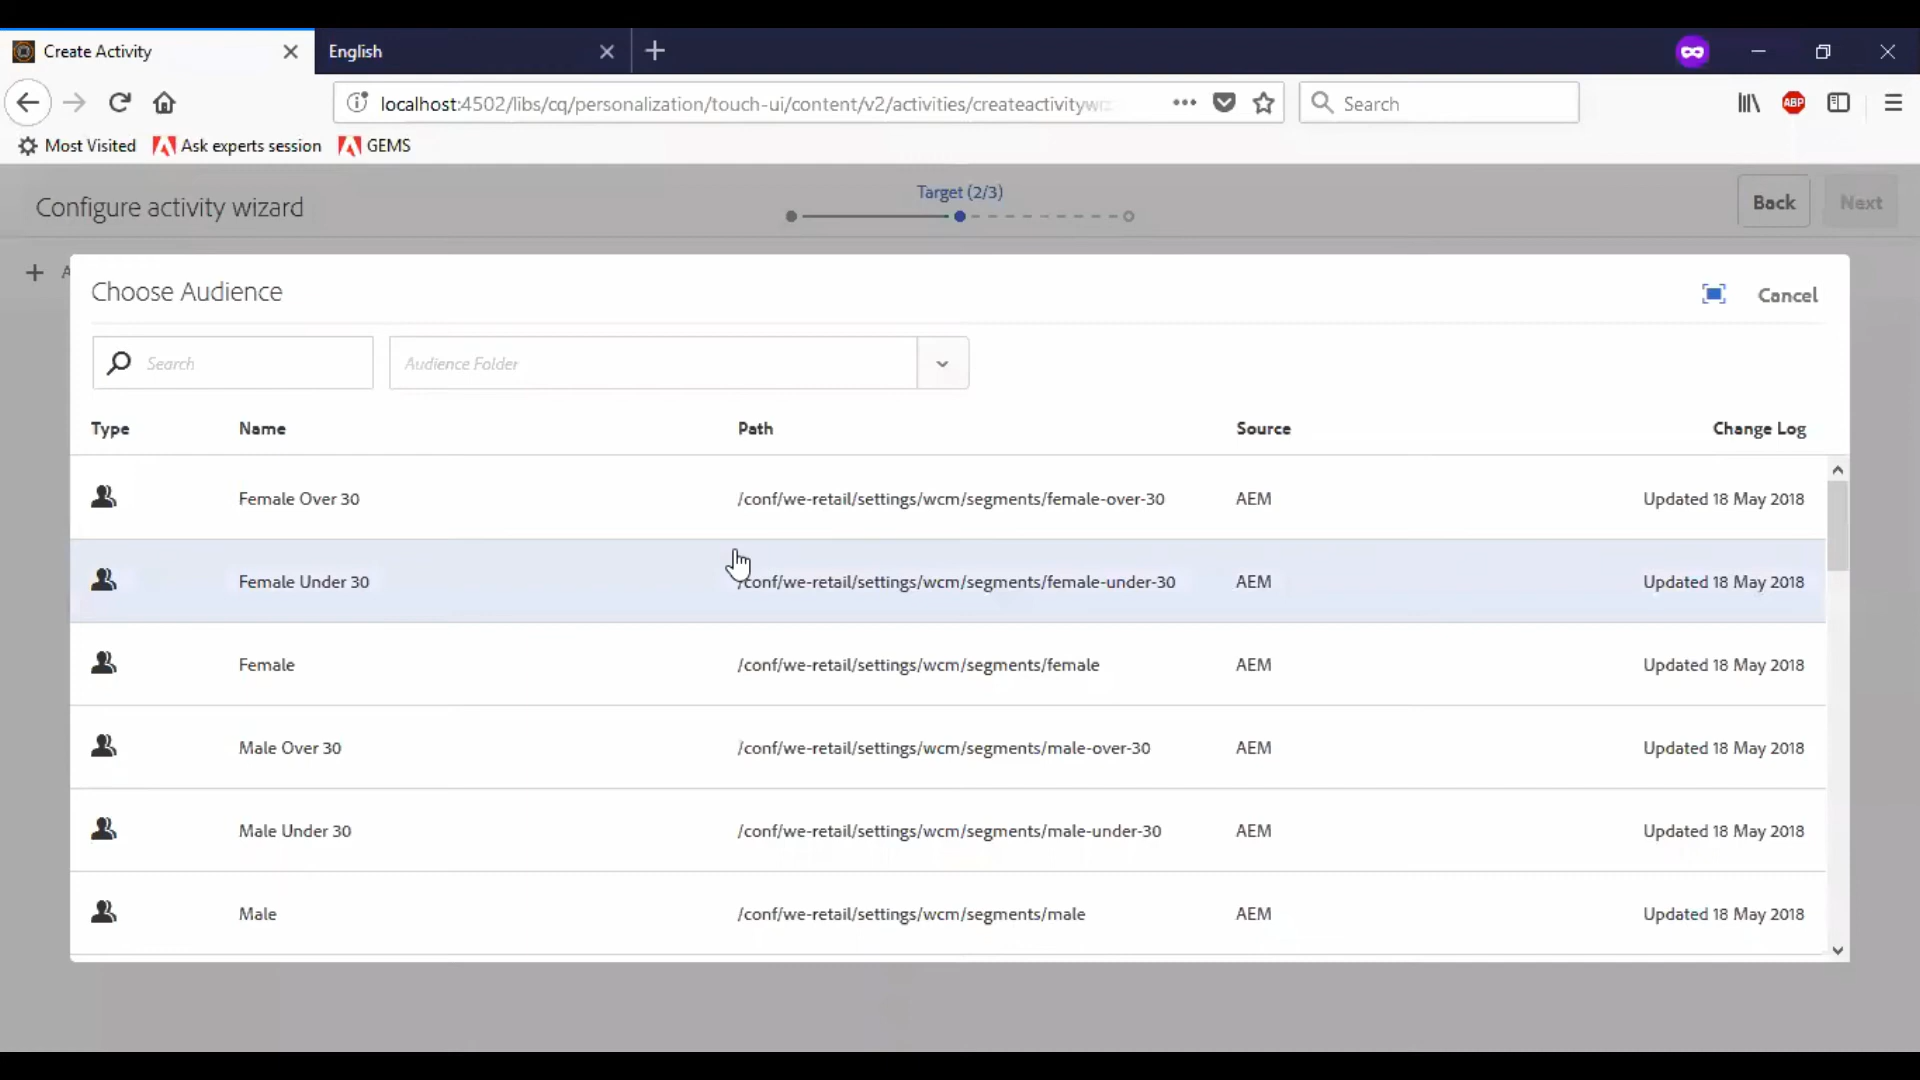 Create Activity
English
localhost:4502/libs/cq/personalization/touch-ui/content/v2/activities/createactivitywiz
Search
ABP
Most Visited
Ask experts session
GEMS
Configure activity wizard
Target (2/3)
Back
Next
A
Choose Audience
Cancel
Search
Audience Folder
Type Name Path Source Change Log
Female Over 30 /conf/we-retail/settings/wcm/segments/female-over-30 AEM Updated 18 May 2018
Female Under 30 /conf/we-retail/settings/wcm/segments/female-under-30 AEM Updated 18 May 2018
Female /conf/we-retail/settings/wcm/segments/female AEM Updated 18 May 2018
Male Over 30 /conf/we-retail/settings/wcm/segments/male-over-30 AEM Updated 18 May 2018
Male Under 30 /conf/we-retail/settings/wcm/segments/male-under-30 AEM Updated 18 May 2018
Male /conf/we-retail/settings/wcm/segments/male AEM Updated 18 May 2018